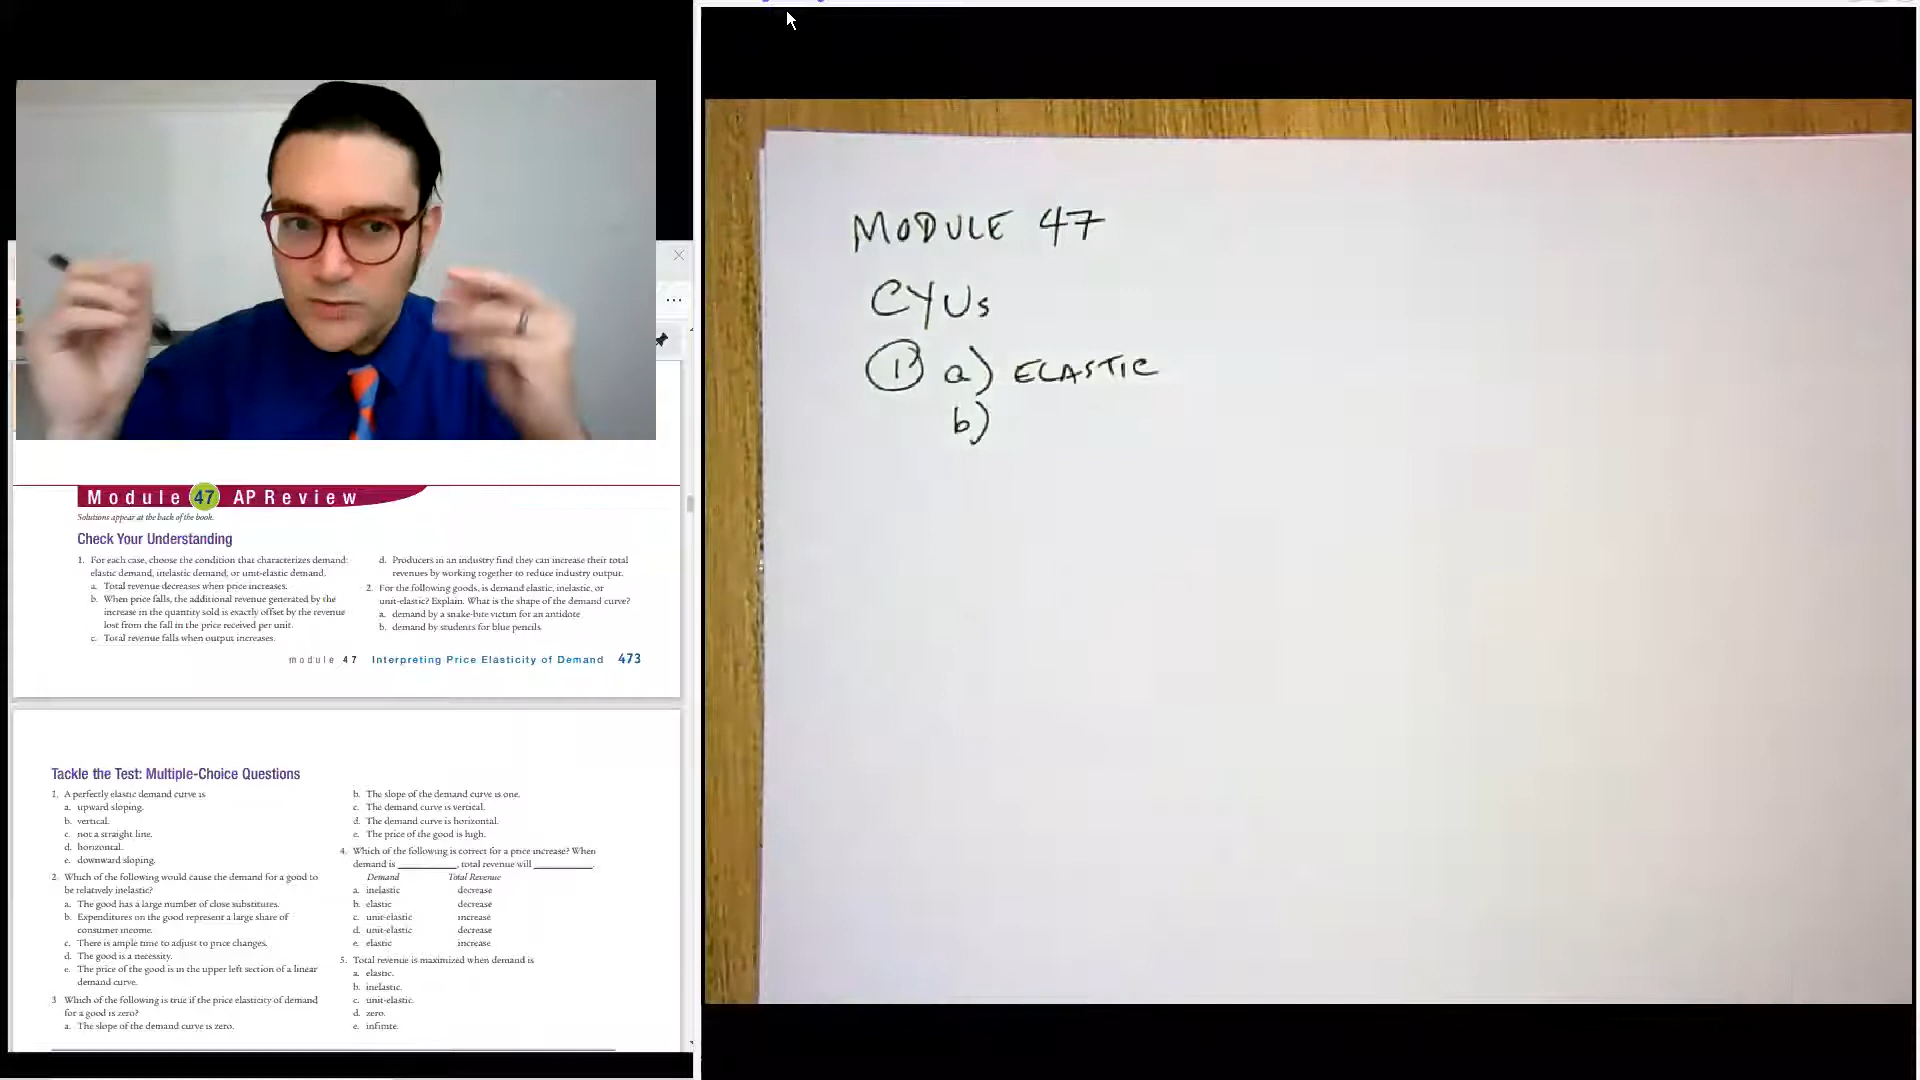 Module 47 AP Review
Solutions appear at the back of the book.
Check Your Understanding
1. For each case, choose the condition that characterizes demand:
elastic demand, inelastic demand, or unit-elastic demand.
a. Total revenue decreases when price increases.
b. When price falls, the additional revenue generated by the
increase in the quantity sold is exactly offset by the revenue
lost from the fall in the price received per unit.
c. Total revenue falls when output increases.
d. Producers in an industry find they can increase their total
revenues by working together to reduce industry output.
2. For the following goods, is demand elastic, inelastic, or
unit-elastic? Explain. What is the shape of the demand curve?
a. demand by a snake-bite victim for an antidote
b. demand by students for blue pencils
module 47 Interpreting Price Elasticity of Demand 473
Tackle the Test: Multiple-Choice Questions
1. A perfectly elastic demand curve is
a. upward sloping.
b. vertical.
c. not a straight line.
d. horizontal.
e. downward sloping.
2. Which of the following would cause the demand for a good to
be relatively inelastic?
a. The good has a large number of close substitutes.
b. Expenditures on the good represent a large share of
consumer income.
c. There is ample time to adjust to price changes.
d. The good is a necessity.
e. The price of the good is in the upper left section of a linear
demand curve.
3 Which of the following is true if the price elasticity of demand
for a good is zero?
a. The slope of the demand curve is zero.
b. The slope of the demand curve is one.
c. The demand curve is vertical.
d. The demand curve is horizontal.
e. The price of the good is high.
4. Which of the following is correct for a price increase? When
demand is __________, total revenue will __________.
Demand Total Revenue
a. inelastic decrease
b. elastic decrease
c. unit-elastic increase
d. unit-elastic decrease
e. elastic increase
5. Total revenue is maximized when demand is
a. elastic.
b. inelastic.
c. unit-elastic.
d. zero.
e. infinite.
MODULE 47
CYUs
1 a) ELASTIC
b)